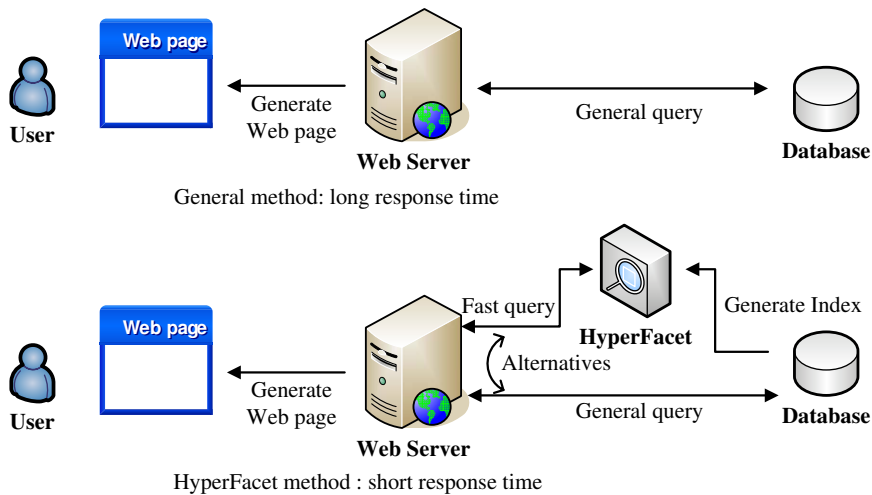 Web page
User
Generate
Web page
Web Server
General query
Database
General method: long response time
Web page
User
Generate
Web page
Web Server
Fast query
HyperFacet
Generate Index
Alternatives
General query
Database
HyperFacet method : short response time